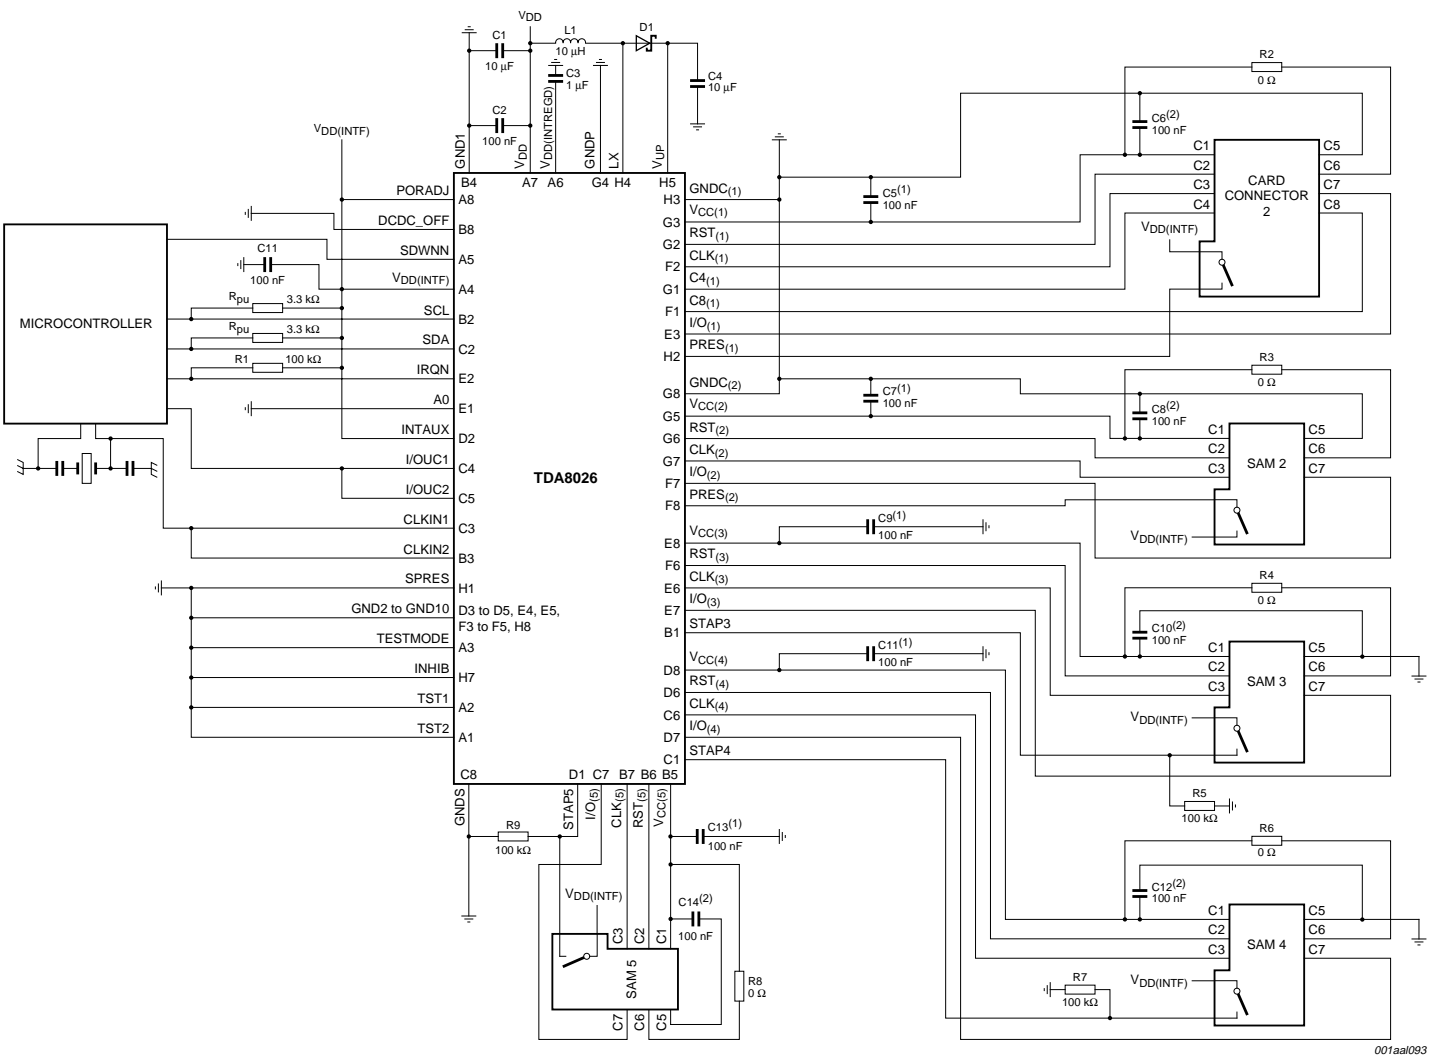 VDD
C1
10 μF
L1
10 μH
D1
C3
1 μF
C4
10 μF
C2
100 nF
VDD(INTF)
GND1
VDD
VDD(INTREGD)
GNDP
LX
VUP
B4
A7
A6
G4
H4
H5
TDA8026
MICROCONTROLLER
PORADJ
A8
DCDC_OFF
B8
SDWNN
A5
C11
100 nF
VDD(INTF)
A4
Rpu
3.3 kΩ
SCL
B2
Rpu
3.3 kΩ
SDA
C2
R1
100 kΩ
IRQN
E2
A0
E1
INTAUX
D2
I/OUC1
C4
I/OUC2
C5
CLKIN1
C3
CLKIN2
B3
SPRES
H1
GND2 to GND10
D3 to D5, E4, E5,
F3 to F5, H8
TESTMODE
A3
INHIB
H7
TST1
A2
TST2
A1
H3
GNDC(1)
G3
VCC(1)
G2
RST(1)
F2
CLK(1)
G1
C4(1)
F1
C8(1)
E3
I/O(1)
H2
PRES(1)
G8
GNDC(2)
G5
VCC(2)
G6
RST(2)
G7
CLK(2)
F7
I/O(2)
F8
PRES(2)
E8
VCC(3)
F6
RST(3)
E6
CLK(3)
E7
I/O(3)
B1
STAP3
D8
VCC(4)
D6
RST(4)
C6
CLK(4)
D7
I/O(4)
C1
STAP4
C5(1)
100 nF
C7(1)
100 nF
C9(1)
100 nF
C11(1)
100 nF
R2
0 Ω
C6(2)
100 nF
C1
C2
C3
C4
CARD
CONNECTOR
2
C5
C6
C7
C8
VDD(INTF)
R3
0 Ω
C8(2)
100 nF
C1
C2
C3
SAM 2
C5
C6
C7
VDD(INTF)
R4
0 Ω
C10(2)
100 nF
C1
C2
C3
SAM 3
C5
C6
C7
VDD(INTF)
R5
100 kΩ
R6
0 Ω
C12(2)
100 nF
C1
C2
C3
SAM 4
C5
C6
C7
VDD(INTF)
R7
100 kΩ
C8
D1
C7
B7
B6
B5
GNDS
STAP5
I/O(5)
CLK(5)
RST(5)
VCC(5)
R9
100 kΩ
C13(1)
100 nF
C14(2)
100 nF
VDD(INTF)
C3
C2
C1
SAM 5
C7
C6
C5
R8
0 Ω
001aal093